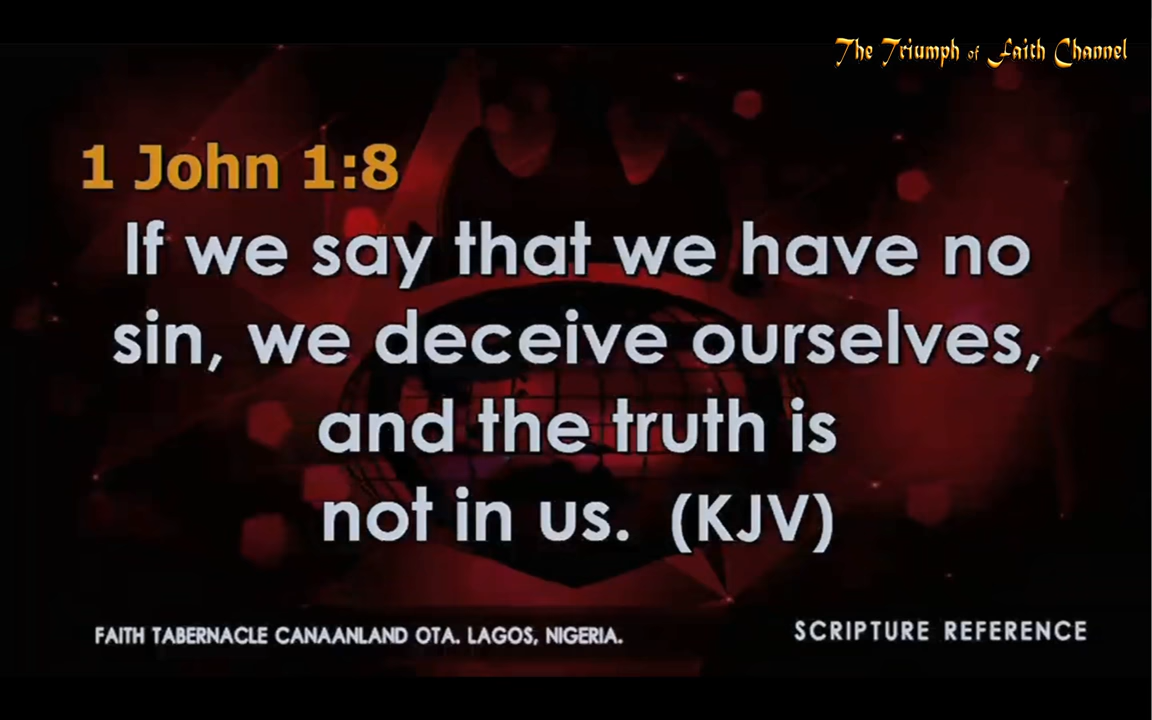 The Triumph of Faith Channel
1 John 1:8
If we say that we have no
sin, we deceive ourselves,
and the truth is
not in us. (KJV)
FAITH TABERNACLE CANAANLAND OTA. LAGOS, NIGERIA.
SCRIPTURE REFERENCE